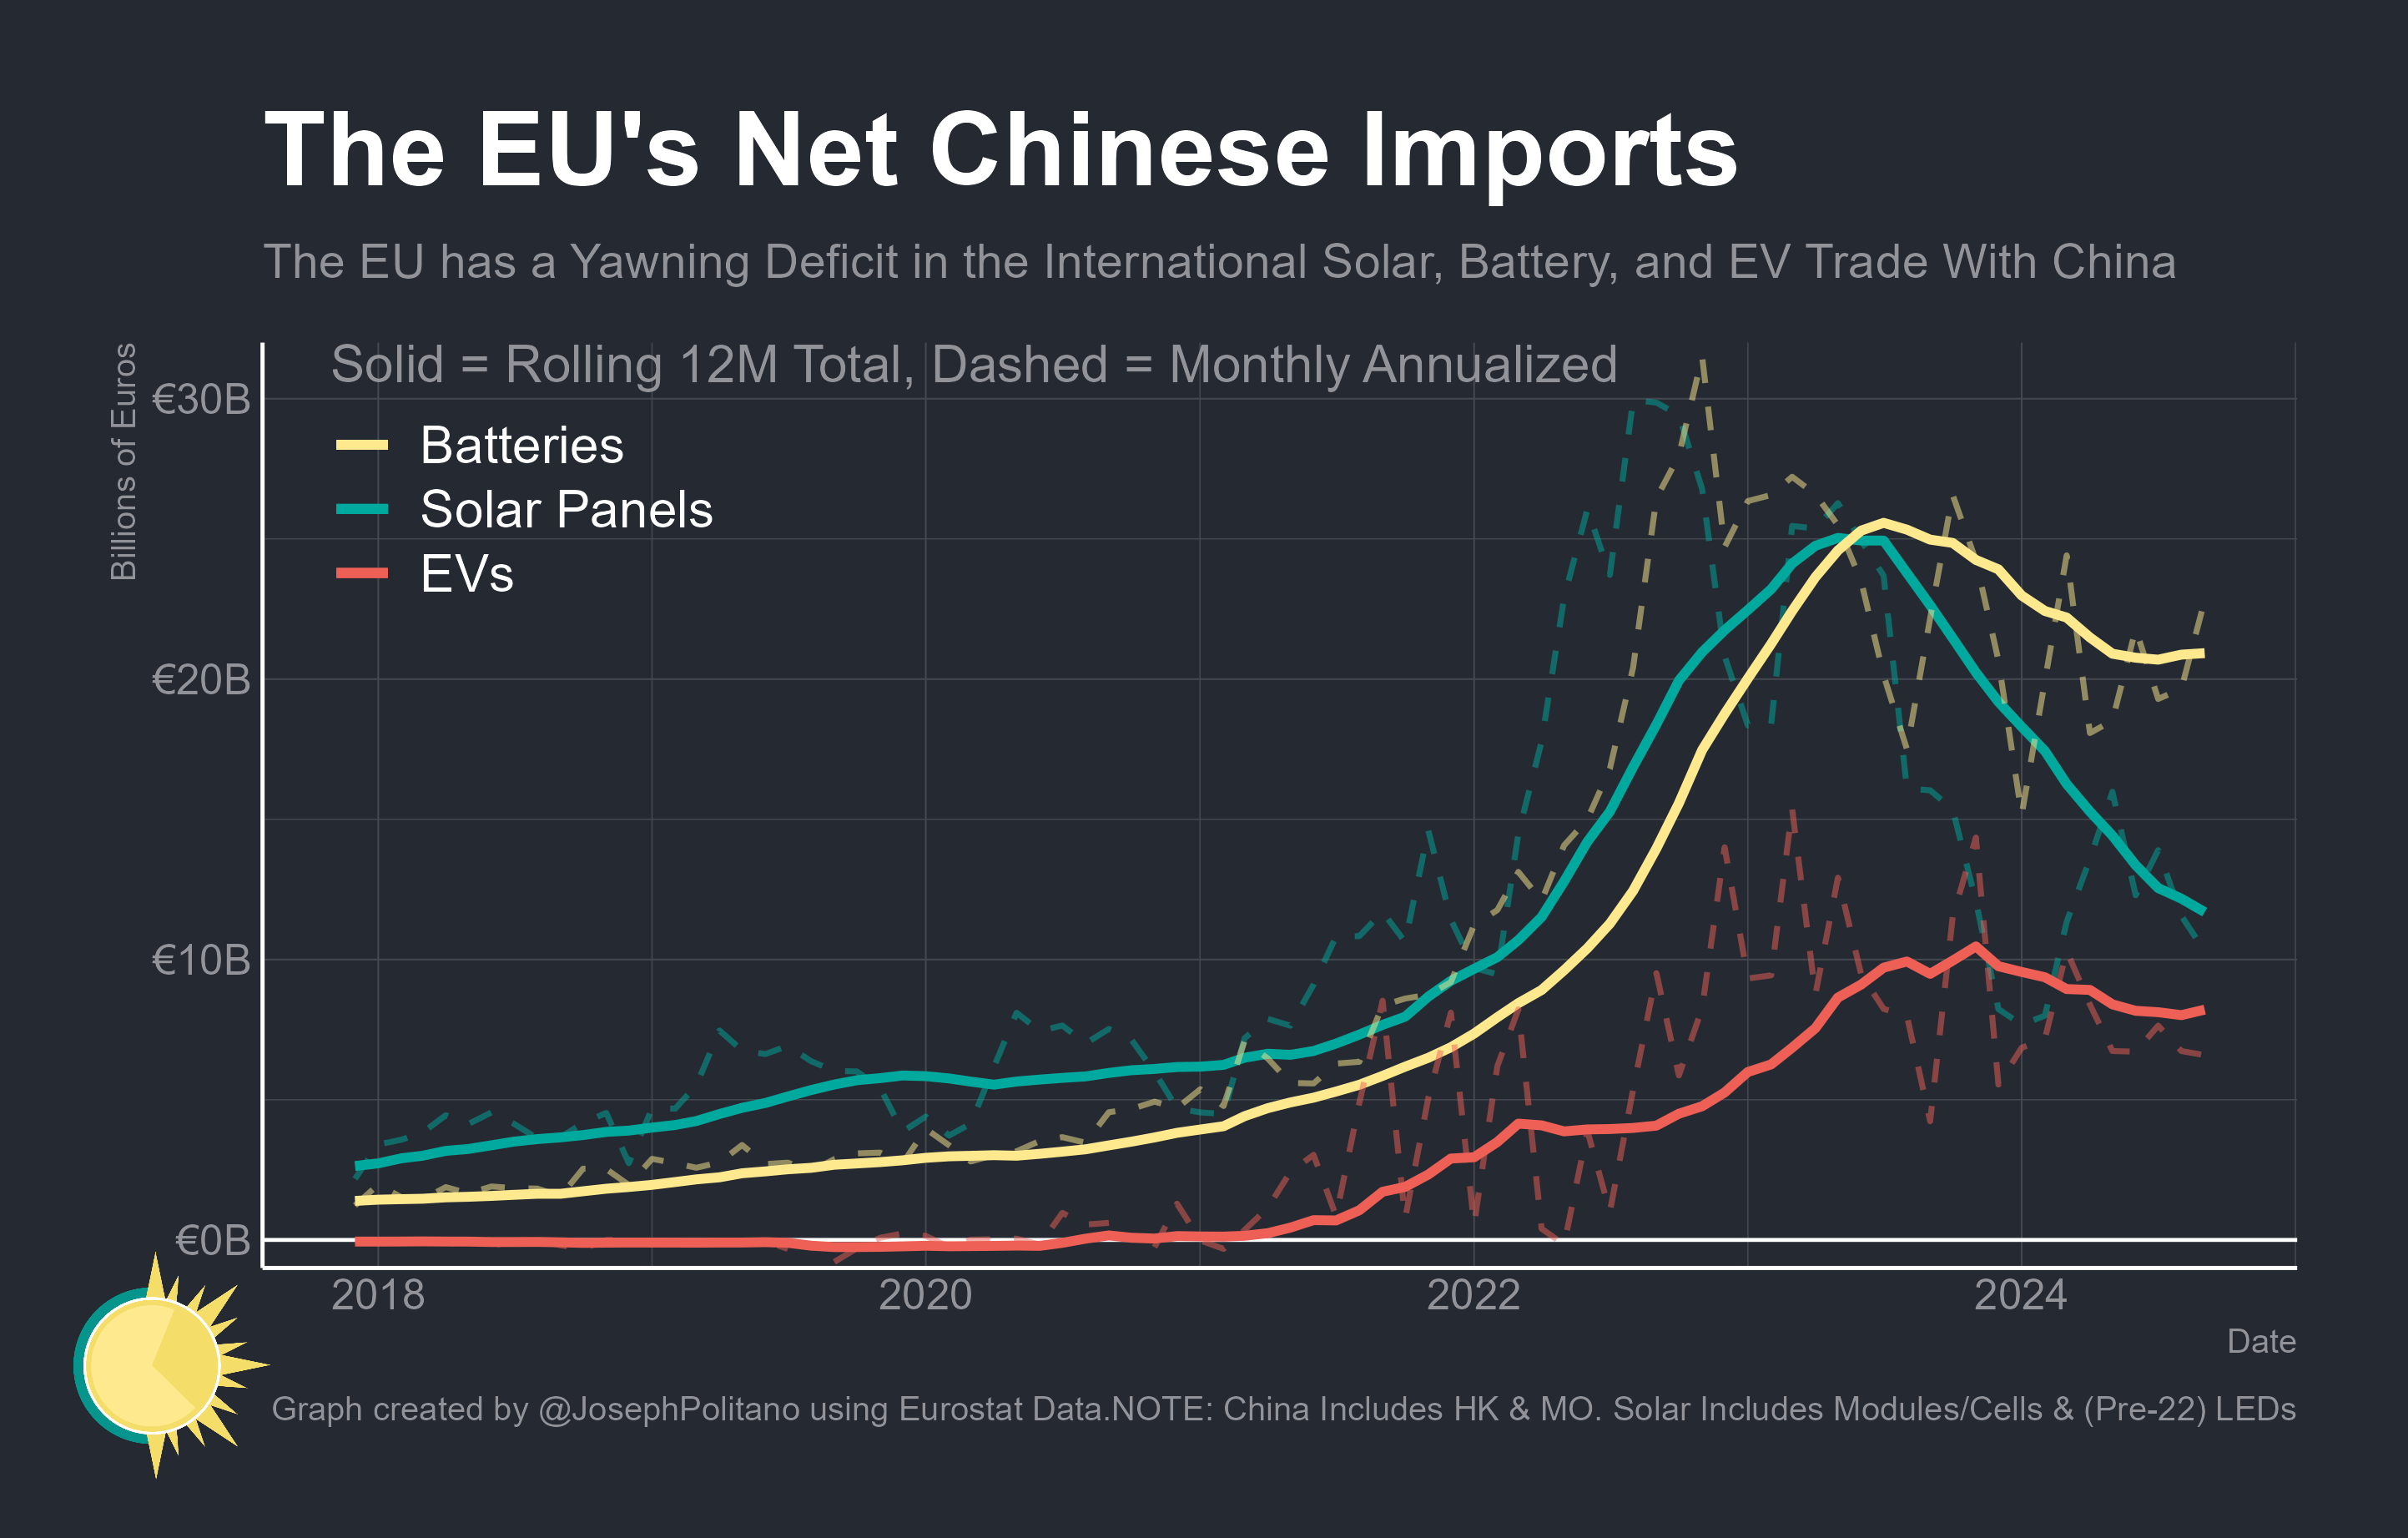 The EU's Net Chinese Imports
The EU has a Yawning Deficit in the International Solar, Battery, and EV Trade With China
Billions of Euros
Solid = Rolling 12M Total, Dashed = Monthly Annualized
Batteries
Solar Panels
EVs
€30B
€20B
€10B
€0B
2018 2020 2022 2024
Date
Graph created by @JosephPolitano using Eurostat Data.NOTE: China Includes HK & MO. Solar Includes Modules/Cells & (Pre-22) LEDs